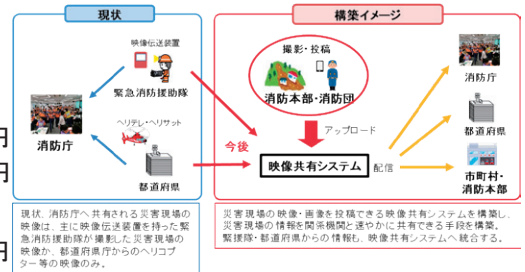 現状
映像伝送装置
緊急消防援助隊
消防庁
ヘリテレ・ヘリサット
都道府県
現状、消防庁へ共有される災害現場の
映像は、主に映像伝送装置を持った緊
急消防援助隊が撮影した災害現場の
映像か、都道府県庁からのヘリコプ
ター等の映像のみ。
円
円
円
今後
構築イメージ
撮影・投稿
消防本部・消防団
アップロード
映像共有システム
配信
消防庁
都道府県
市町村・
消防本部
災害現場の映像・画像を投稿できる映像共有システムを構築し、
災害現場の情報を関係機関と速やかに共有できる手段を構築。
緊援隊・都道府県からの情報も、映像共有システムへ統合する。